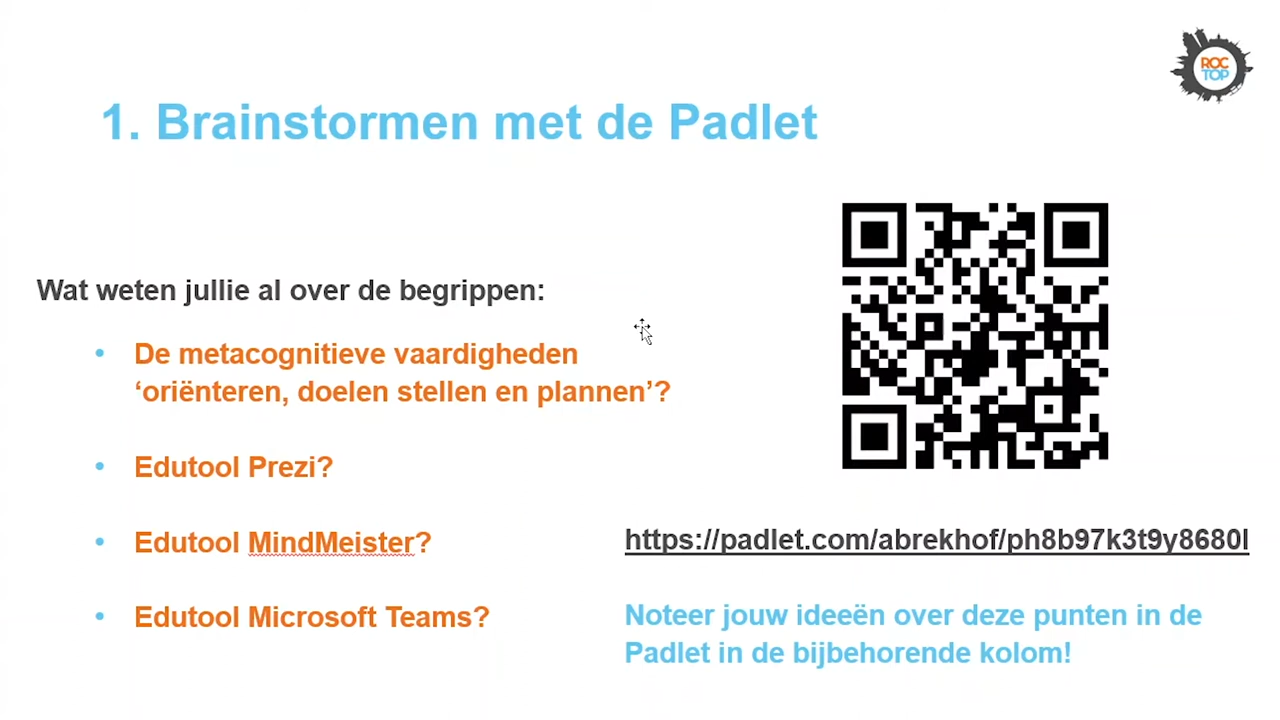 ROC
TOP
1. Brainstormen met de Padlet
Wat weten jullie al over de begrippen:
• De metacognitieve vaardigheden
‘oriënteren, doelen stellen en plannen’?
• Edutool Prezi?
• Edutool MindMeister?
• Edutool Microsoft Teams?
https://padlet.com/abrekhof/ph8b97k3t9y8680l
Noteer jouw ideeën over deze punten in de
Padlet in de bijbehorende kolom!